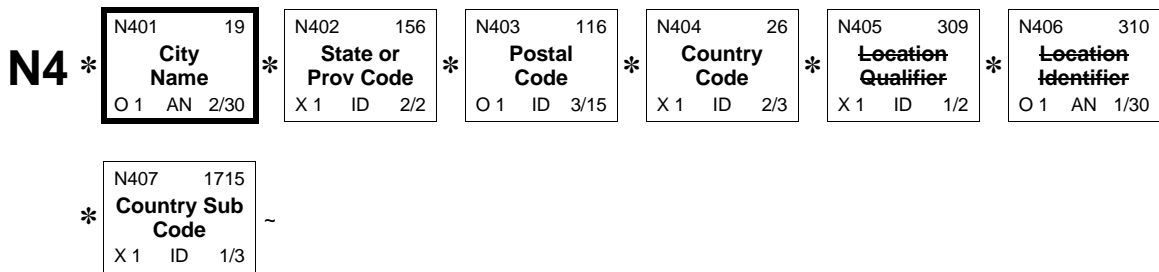 N401 19 N402 156 N403 116 N404 26 N405 309 N406 310
N4 * City Name * State or Prov Code * Postal Code * Country Code * Location Qualifier * Location Identifier
O 1 AN 2/30 X 1 ID 2/2 O 1 ID 3/15 X 1 ID 2/3 X 1 ID 1/2 O 1 AN 1/30
N407 1715
* Country Sub Code ~
X 1 ID 1/3